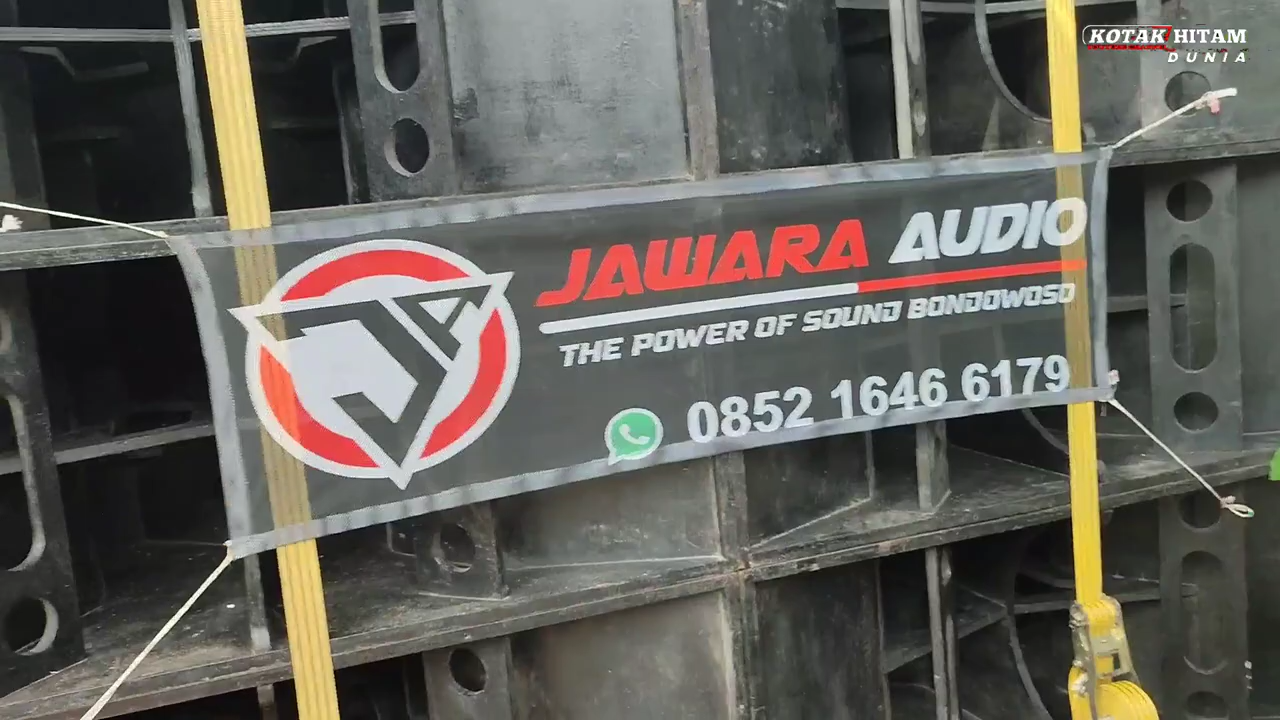 KOTAK HITAM
DUNIA
JAWARA AUDIO
THE POWER OF SOUND BONDOWOSO
0852 1646 6179